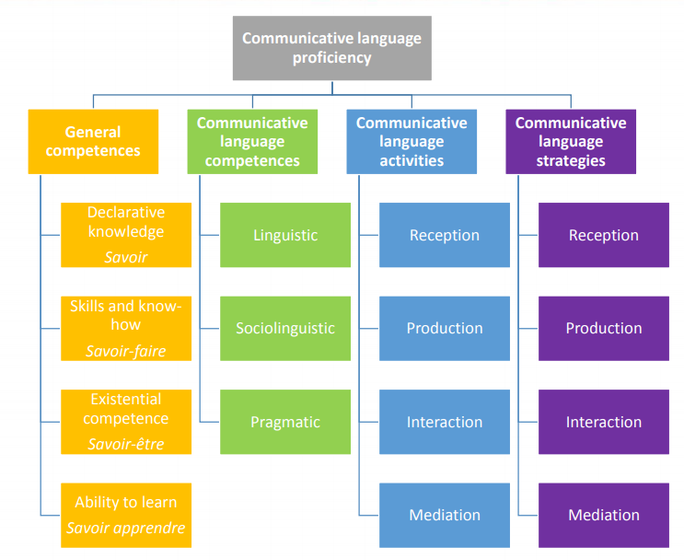 Communicative language
proficiency
General
competences
Declarative
knowledge
Savoir
Skills and know-
how
Savoir-faire
Existential
competence
Savoir-être
Ability to learn
Savoir apprendre
Communicative
language
competences
Linguistic
Sociolinguistic
Pragmatic
Communicative
language
activities
Reception
Production
Interaction
Mediation
Communicative
language
strategies
Reception
Production
Interaction
Mediation